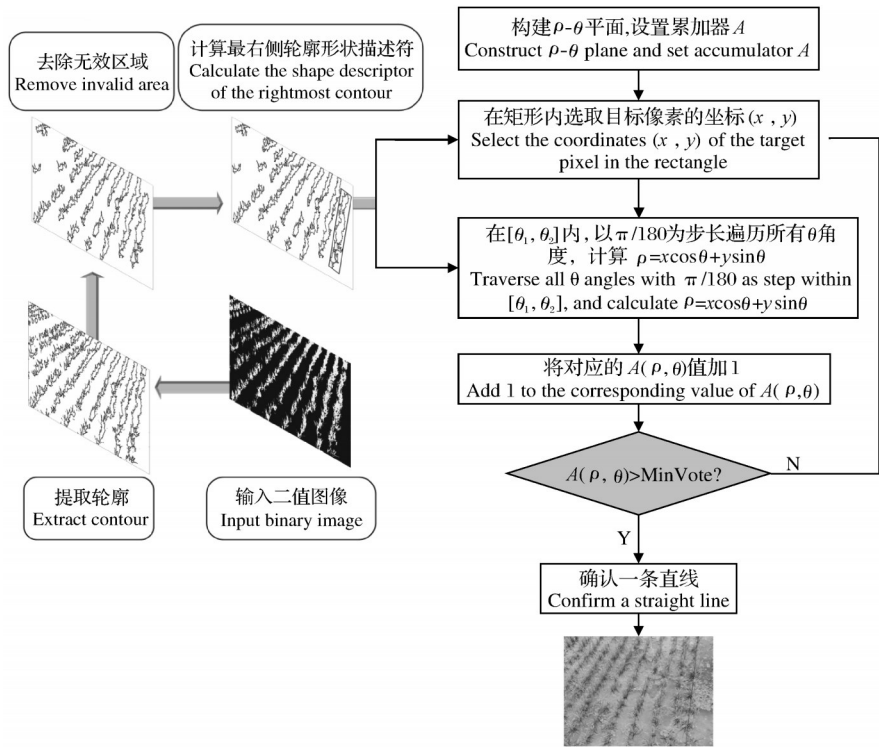 去除无效区域
Remove invalid area
计算最右侧轮廓形状描述符
Calculate the shape descriptor
of the rightmost contour
提取轮廓
Extract contour
输入二值图像
Input binary image
构建ρ-θ平面,设置累加器A
Construct ρ-θ plane and set accumulator A
在矩形内选取目标像素的坐标(x , y)
Select the coordinates (x , y) of the target
pixel in the rectangle
在[θ₁, θ₂]内,以π/180为步长遍历所有θ角
度, 计算 ρ=xcosθ+ysinθ
Traverse all θ angles with π/180 as step within
[θ₁, θ₂], and calculate ρ=xcosθ+ysinθ
将对应的A(ρ, θ)值加1
Add 1 to the corresponding value of A(ρ,θ)
A(ρ, θ)>MinVote?
N
Y
确认一条直线
Confirm a straight line